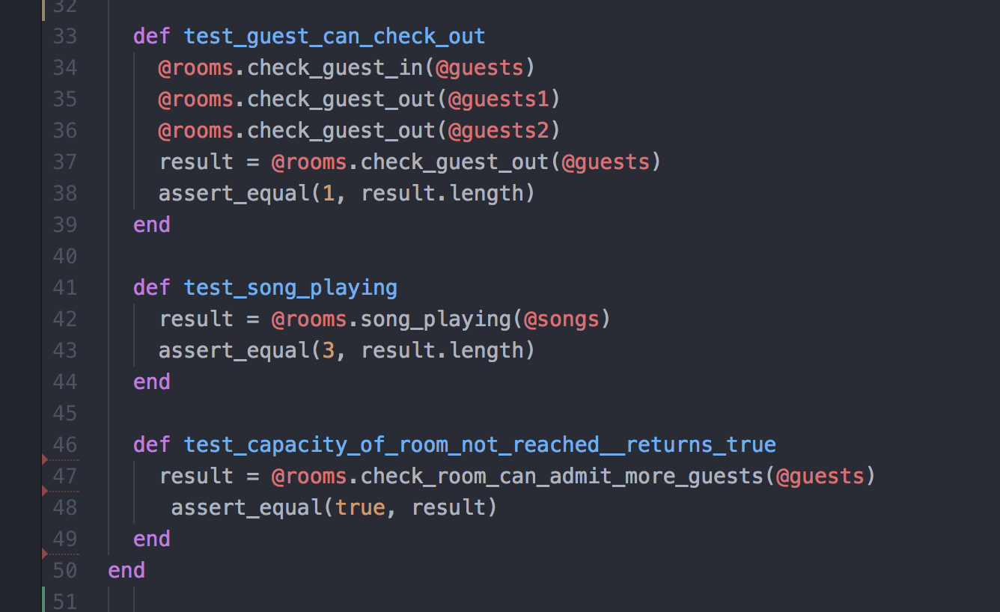 32
33 def test_guest_can_check_out
34 @rooms.check_guest_in(@guests)
35 @rooms.check_guest_out(@guests1)
36 @rooms.check_guest_out(@guests2)
37 result = @rooms.check_guest_out(@guests)
38 assert_equal(1, result.length)
39 end
40
41 def test_song_playing
42 result = @rooms.song_playing(@songs)
43 assert_equal(3, result.length)
44 end
45
46 def test_capacity_of_room_not_reached__returns_true
47 result = @rooms.check_room_can_admit_more_guests(@guests)
48 assert_equal(true, result)
49 end
50 end
51